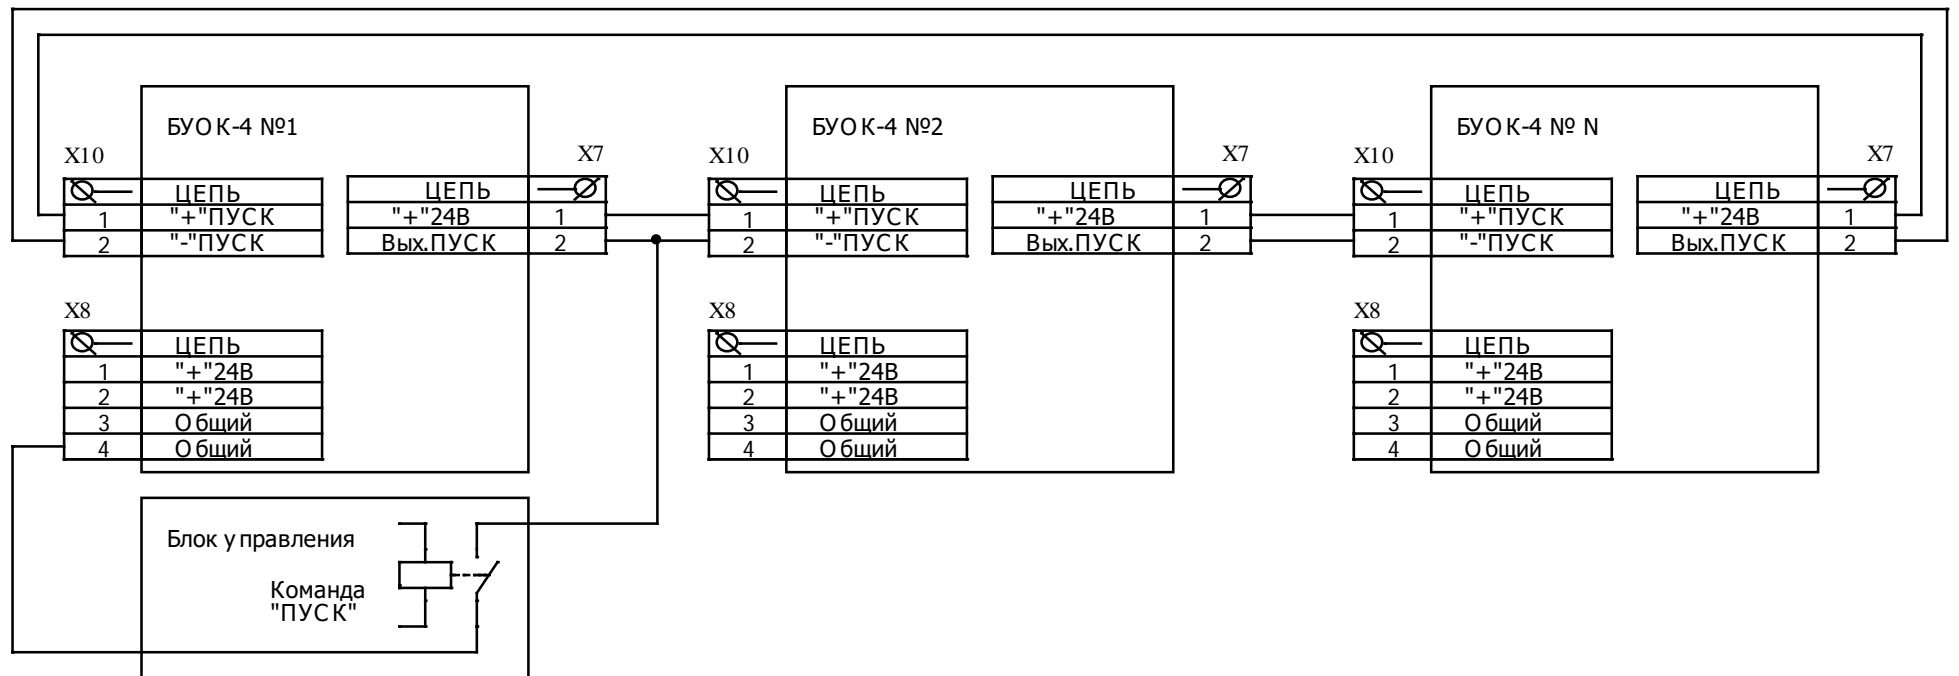 БУОК-4 №1
X10
X7
ЦЕПЬ
1 "+"ПУСК
2 "-"ПУСК
ЦЕПЬ
"+"24В 1
Вых.ПУСК 2
X8
ЦЕПЬ
1 "+"24В
2 "+"24В
3 Общий
4 Общий
БУОК-4 №2
X10
X7
ЦЕПЬ
1 "+"ПУСК
2 "-"ПУСК
ЦЕПЬ
"+"24В 1
Вых.ПУСК 2
X8
ЦЕПЬ
1 "+"24В
2 "+"24В
3 Общий
4 Общий
БУОК-4 № N
X10
X7
ЦЕПЬ
1 "+"ПУСК
2 "-"ПУСК
ЦЕПЬ
"+"24В 1
Вых.ПУСК 2
X8
ЦЕПЬ
1 "+"24В
2 "+"24В
3 Общий
4 Общий
Блок управления
Команда
"ПУСК"